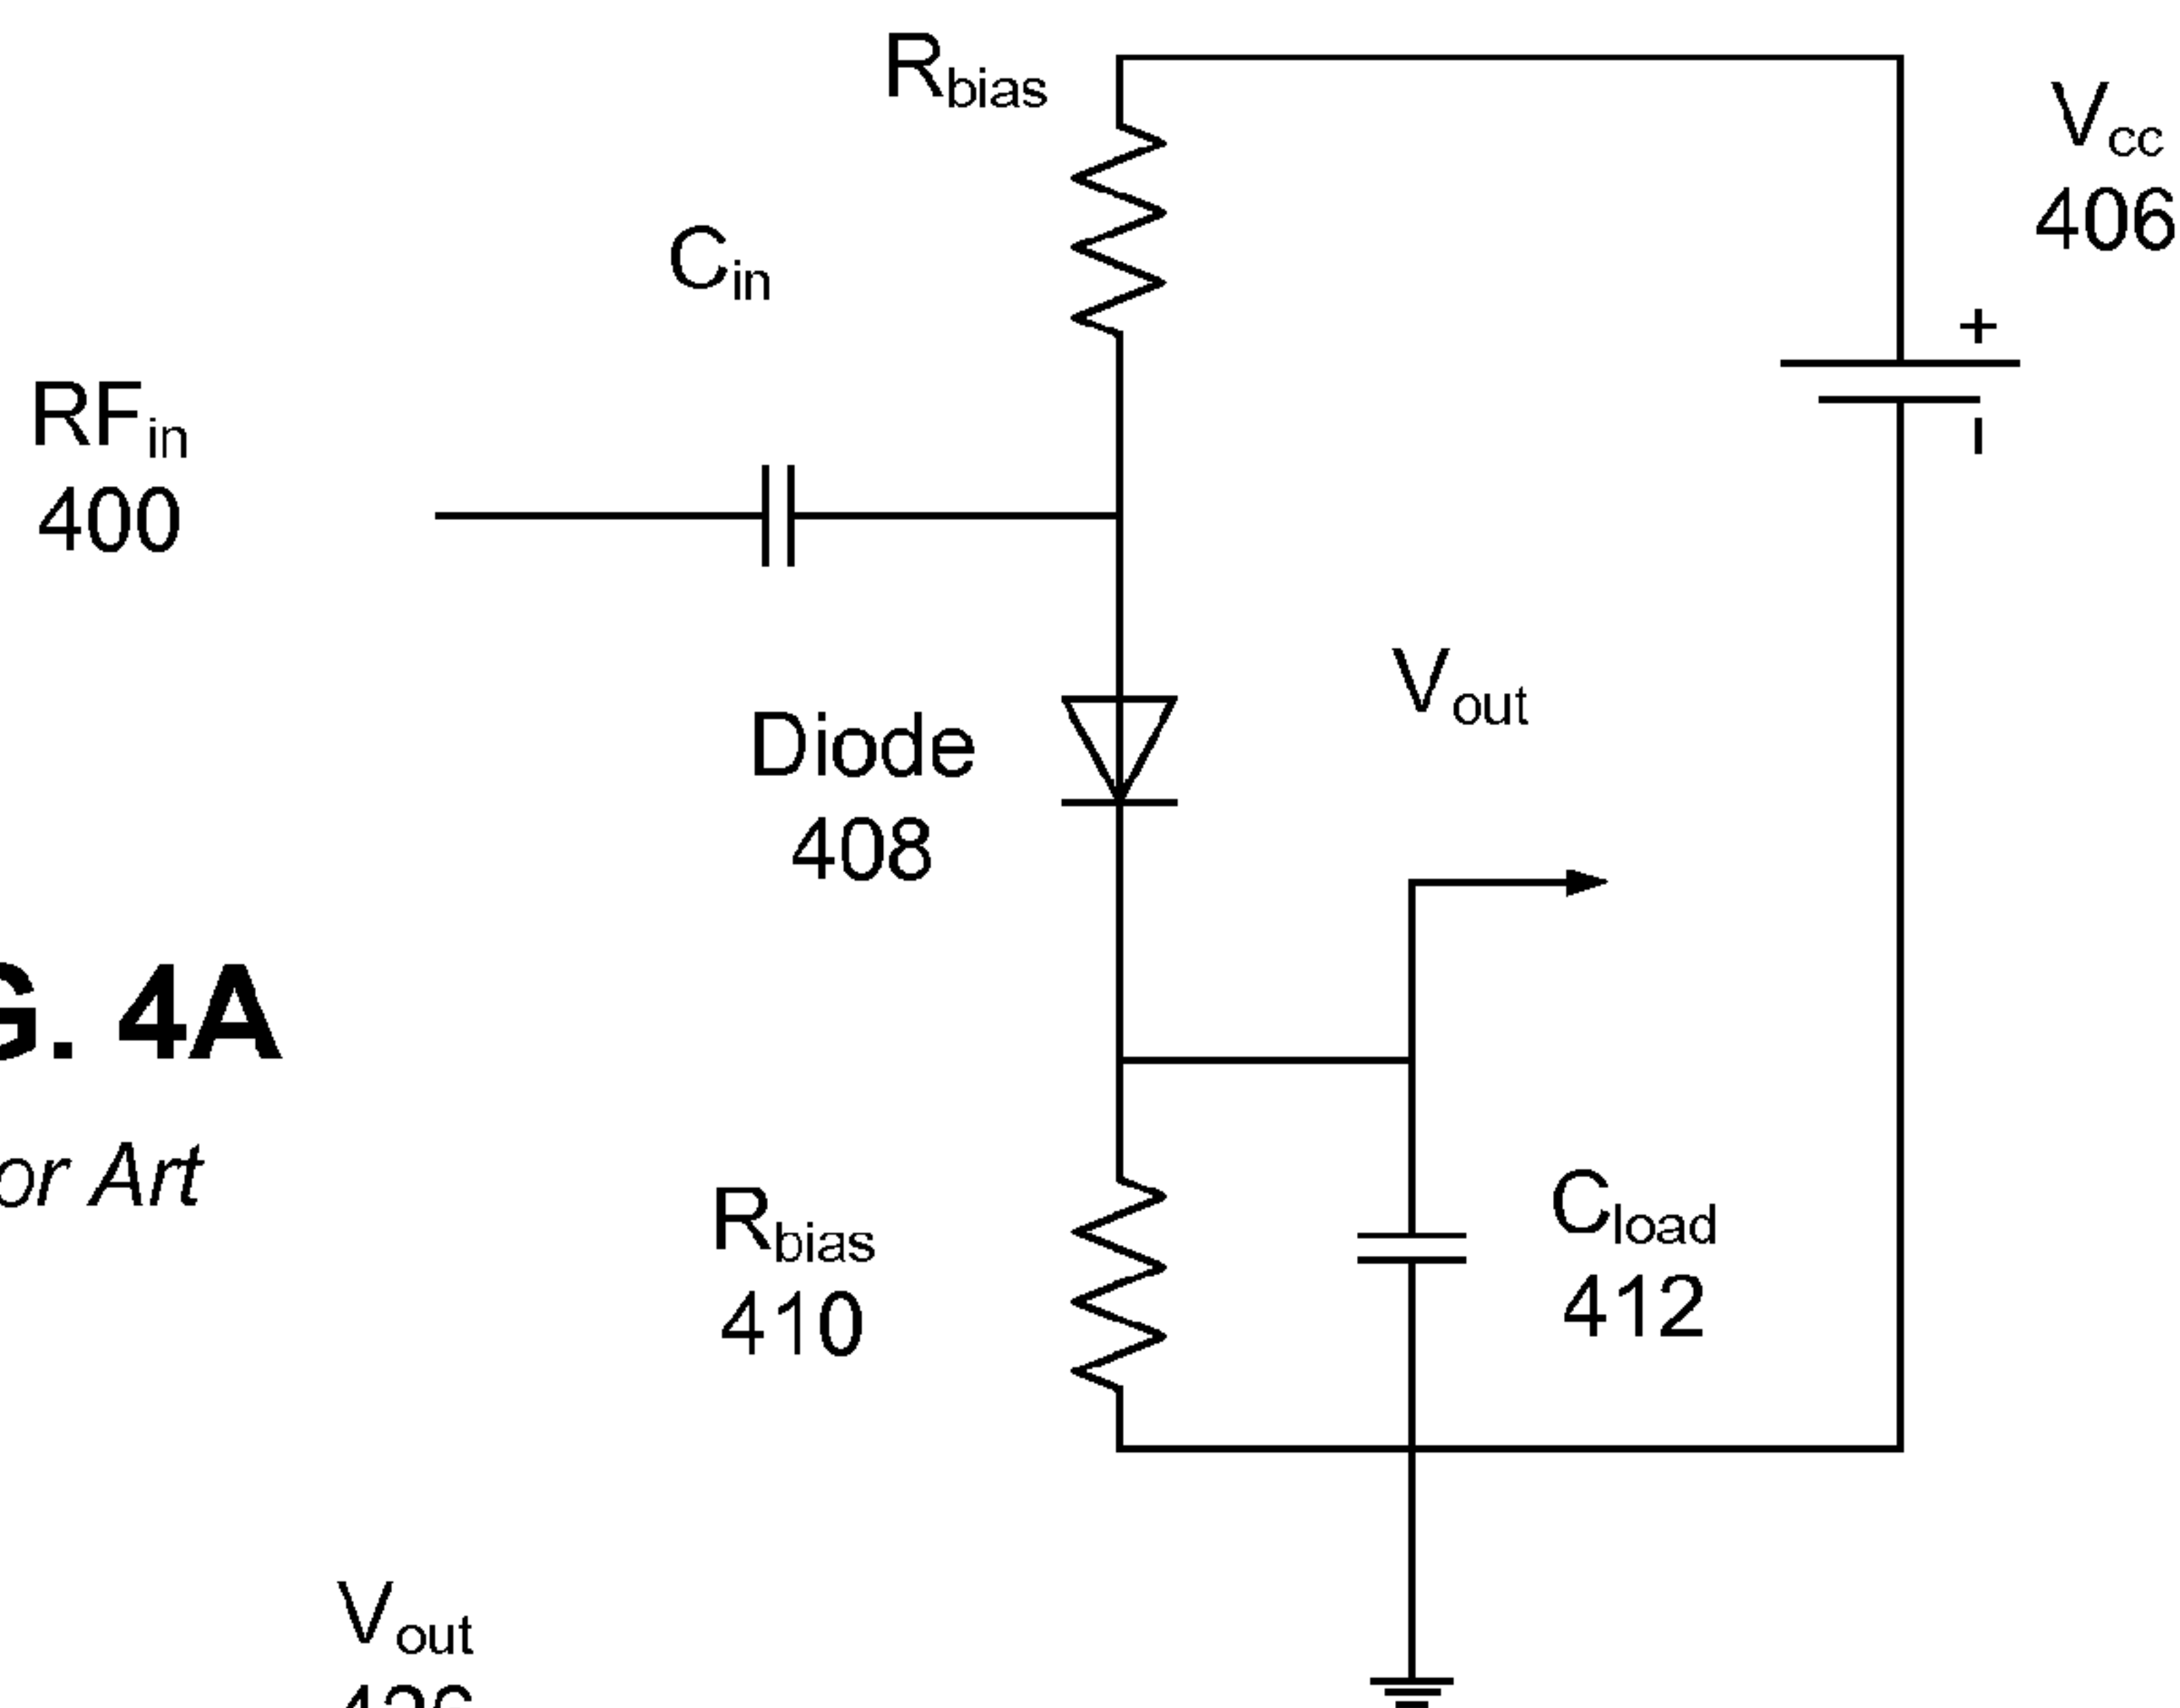 Rbias
Vcc
406
Cin
+
RFin
400
Vout
Diode
408
G. 4A
or Art
Rbias
410
Cload
412
Vout